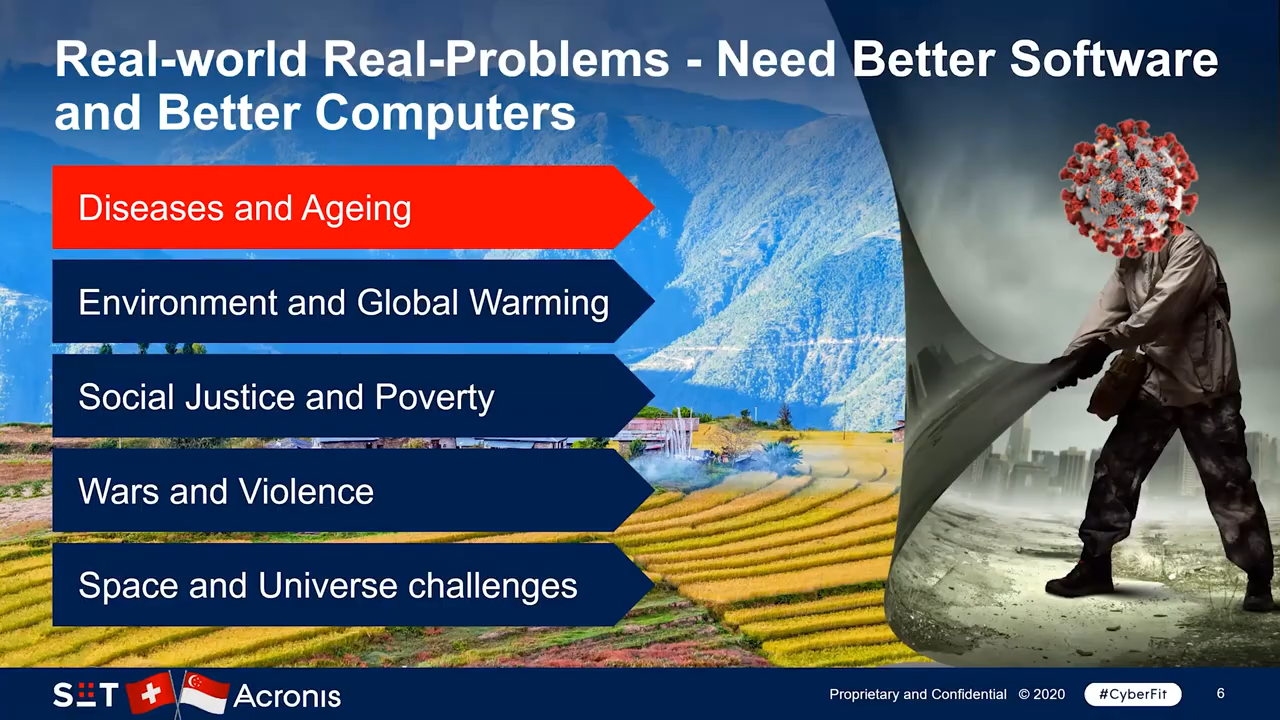 Real-world Real-Problems - Need Better Software
and Better Computers
Diseases and Ageing
Environment and Global Warming
Social Justice and Poverty
Wars and Violence
Space and Universe challenges
SIT Acronis
Proprietary and Confidential © 2020 #CyberFit 6